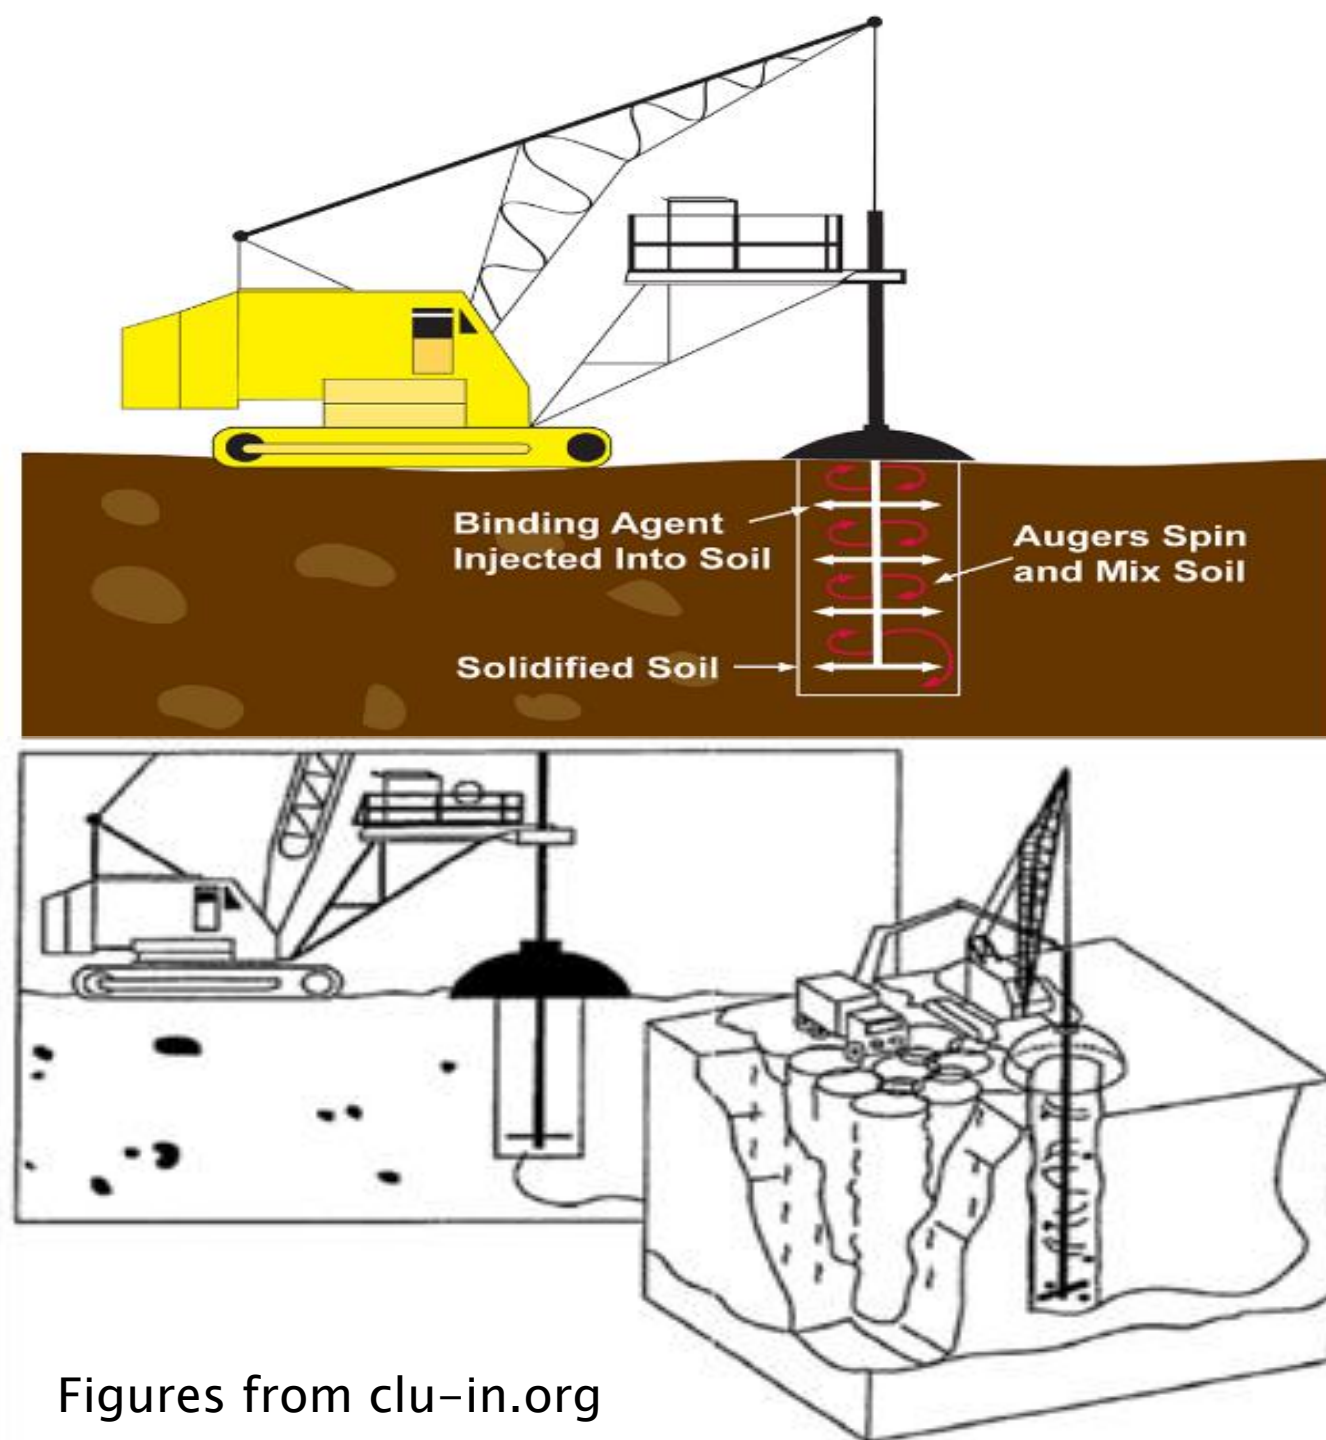 Binding Agent
Injected Into Soil
Augers Spin
and Mix Soil
Solidified Soil
Figures from clu-in.org